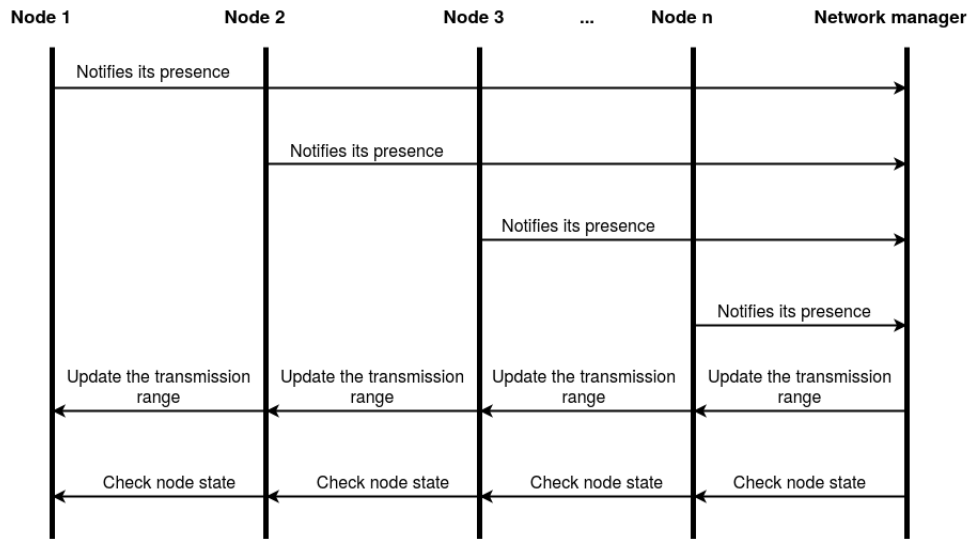 Node 1 Node 2 Node 3 ... Node n Network manager
Notifies its presence
Notifies its presence
Notifies its presence
Notifies its presence
Update the transmission Update the transmission Update the transmission Update the transmission
range range range range
Check node state Check node state Check node state Check node state